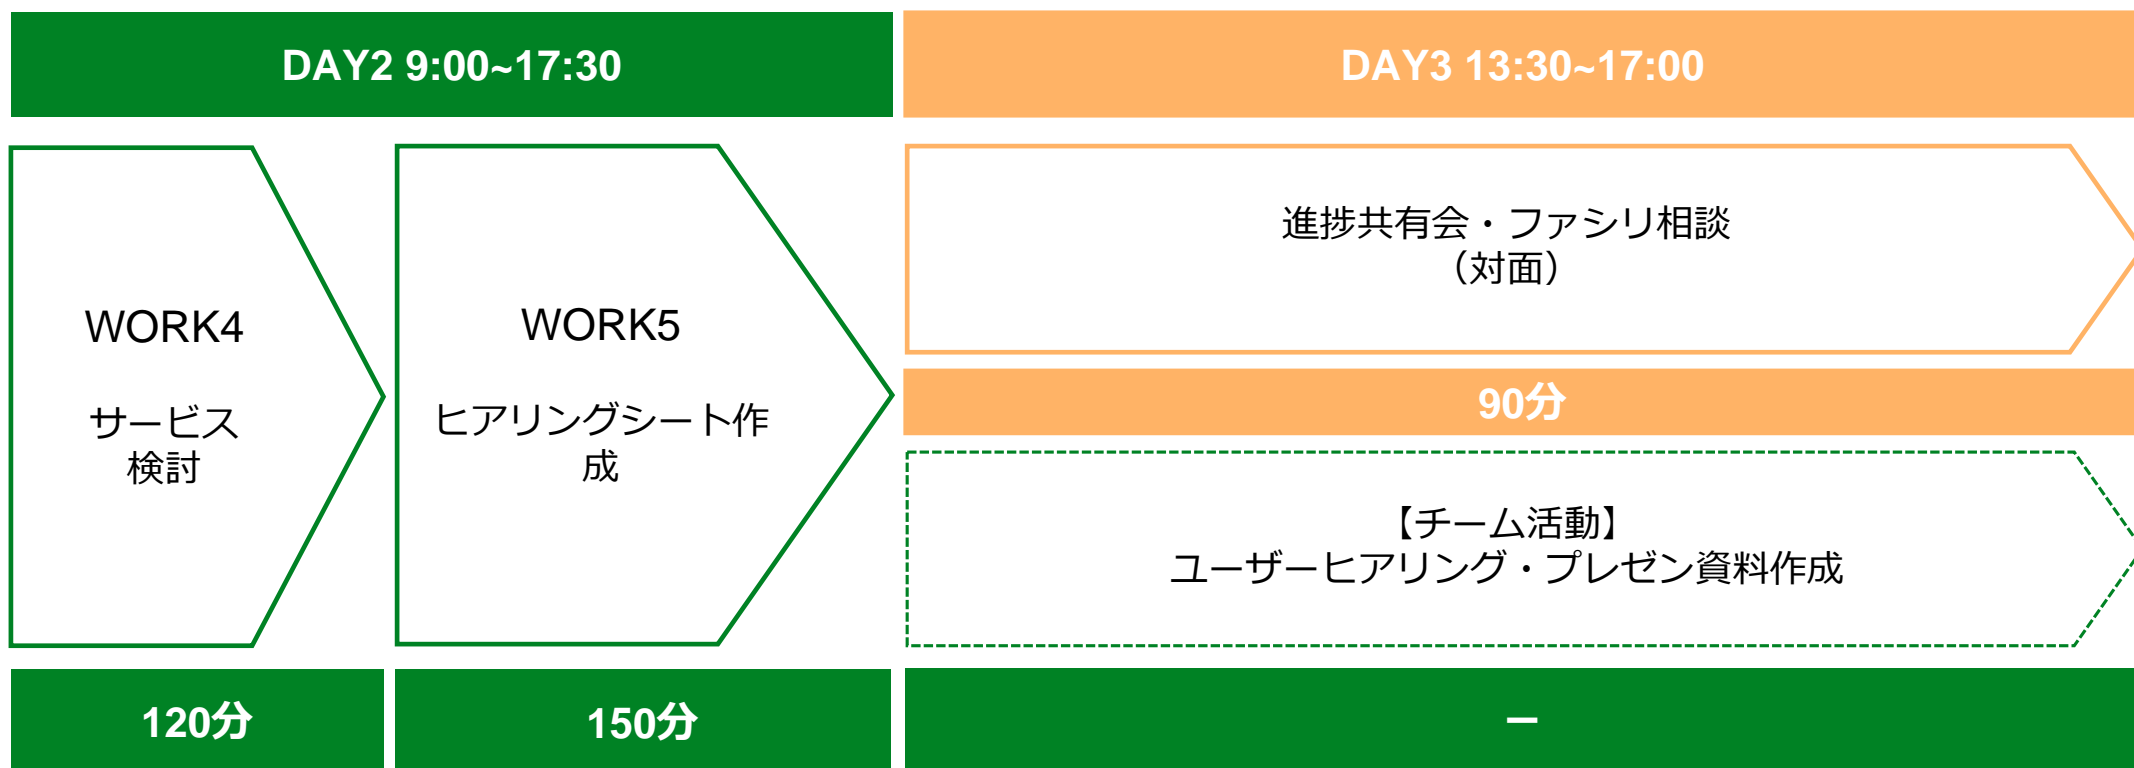 DAY2 9:00~17:30
DAY3 13:30~17:00
WORK4
サービス
検討
WORK5
ヒアリングシート作
成
進捗共有会・ファシリ相談
（対面）
90分
【チーム活動】
ユーザーヒアリング・プレゼン資料作成
120分
150分
ー